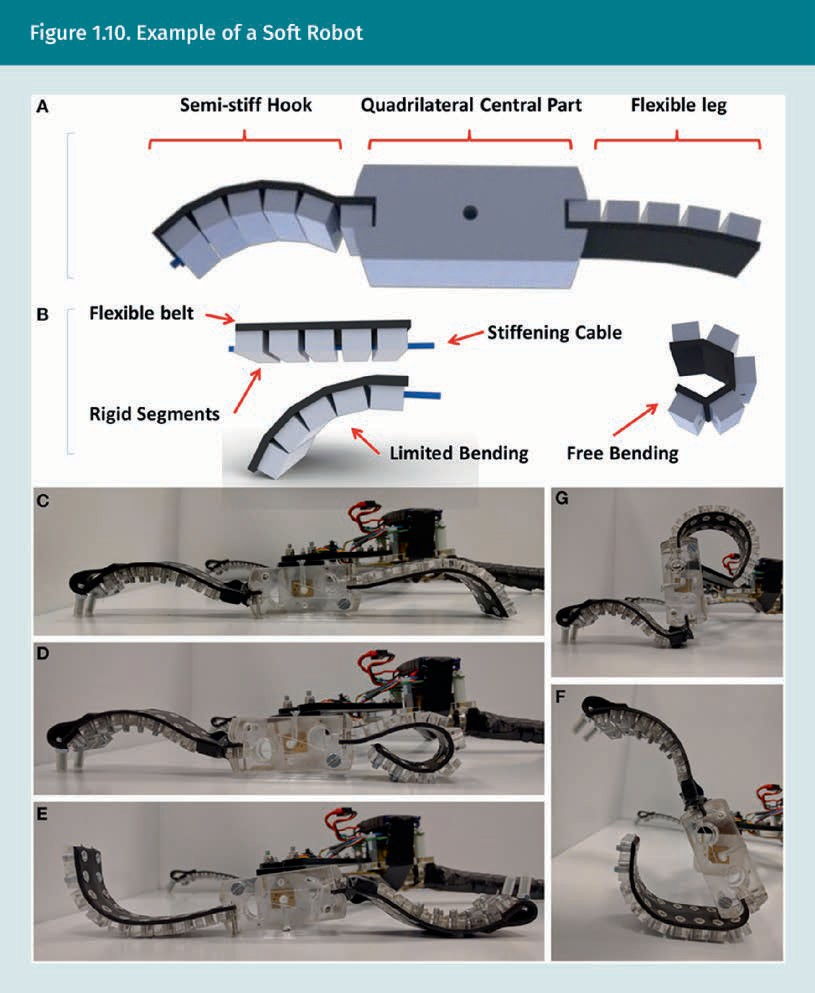 Figure 1.10. Example of a Soft Robot
A
Semi-stiff Hook
Quadrilateral Central Part
Flexible leg
B
Flexible belt
Stiffening Cable
Rigid Segments
Limited Bending
Free Bending
C
G
D
F
E